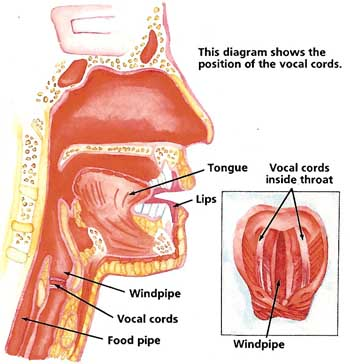 This diagram shows the
position of the vocal cords.
Tongue
Lips
Vocal cords
inside throat
Windpipe
Vocal cords
Food pipe
Windpipe